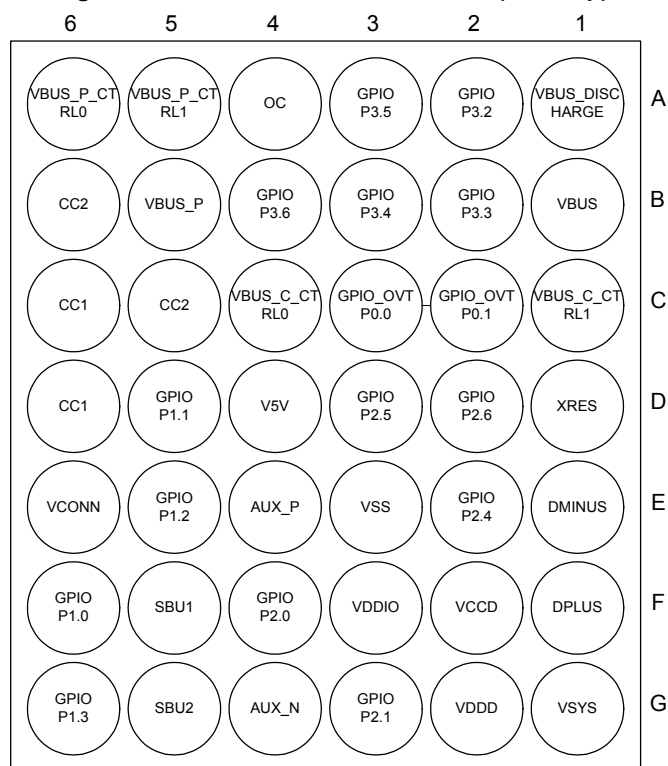 6 5 4 3 2 1
VBUS_P_CT
RL0
VBUS_P_CT
RL1
OC
GPIO
P3.5
GPIO
P3.2
VBUS_DISC
HARGE
A
CC2
VBUS_P
GPIO
P3.6
GPIO
P3.4
GPIO
P3.3
VBUS
B
CC1
CC2
VBUS_C_CT
RL0
GPIO_OVT
P0.0
GPIO_OVT
P0.1
VBUS_C_CT
RL1
C
CC1
GPIO
P1.1
V5V
GPIO
P2.5
GPIO
P2.6
XRES
D
VCONN
GPIO
P1.2
AUX_P
VSS
GPIO
P2.4
DMINUS
E
GPIO
P1.0
SBU1
GPIO
P2.0
VDDIO
VCCD
DPLUS
F
GPIO
P1.3
SBU2
AUX_N
GPIO
P2.1
VDDD
VSYS
G